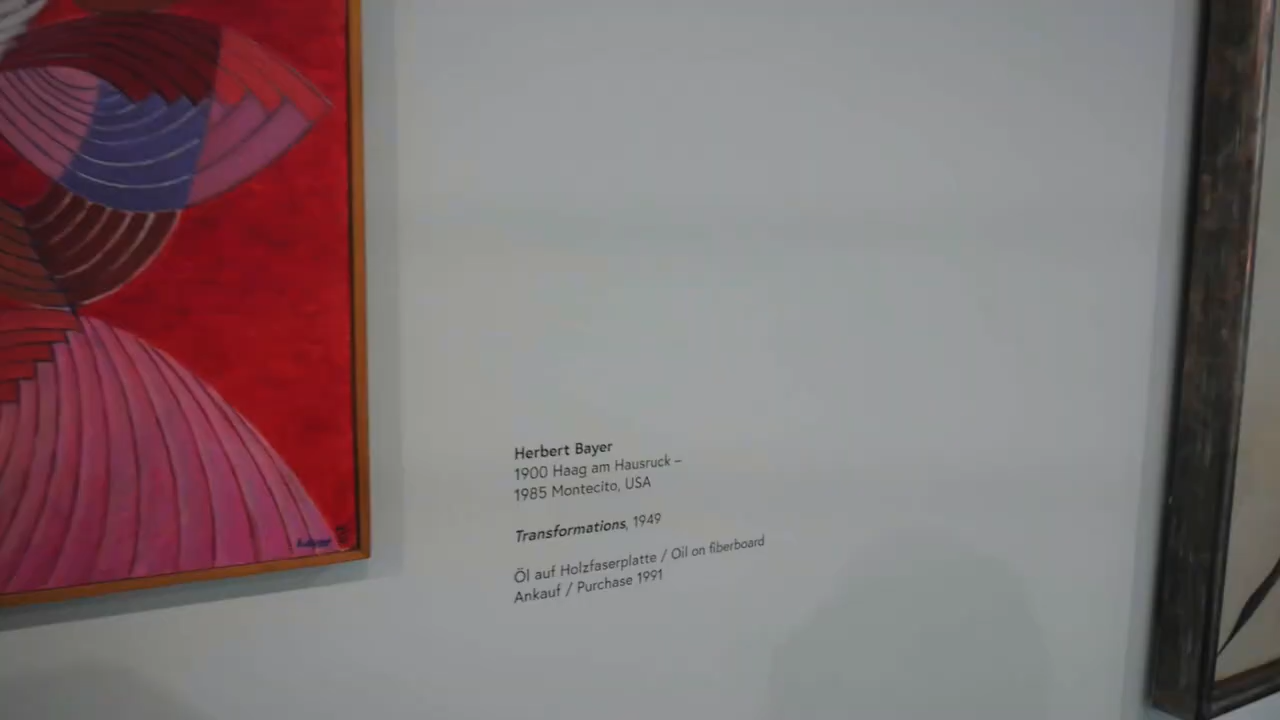 Herbert Bayer
1900 Haag am Hausruck –
1985 Montecito, USA
Transformations, 1949
Öl auf Holzfaserplatte / Oil on fiberboard
Ankauf / Purchase 1991